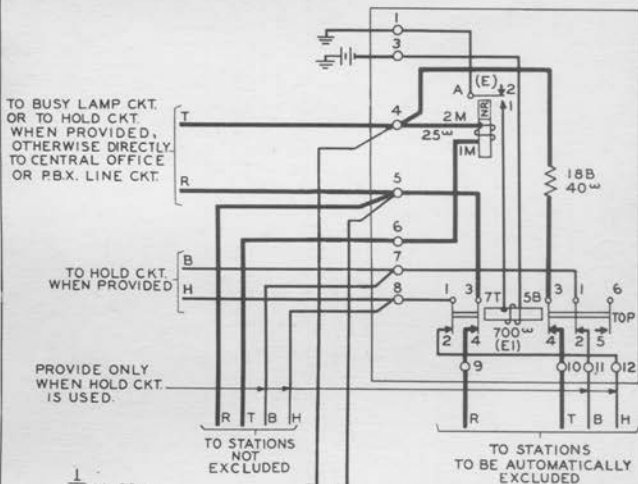 1
3
(E)
A
2
1
NR
TO BUSY LAMP CKT.
OR TO HOLD CKT.
WHEN PROVIDED,
OTHERWISE DIRECTLY
TO CENTRAL OFFICE
OR P.B.X. LINE CKT.
T
4
2M
25ω
1M
18B
40ω
R
5
6
7
B
TO HOLD CKT.
WHEN PROVIDED
H
8
1
3
7T
5B
3
1
6
TOP
2
4
700ω
(E1)
4
2
5
9
10
11
12
PROVIDE ONLY
WHEN HOLD CKT.
IS USED.
R
T
B
H
R
T
B
H
TO STATIONS
NOT
EXCLUDED
TO STATIONS
TO BE AUTOMATICALLY
EXCLUDED
1